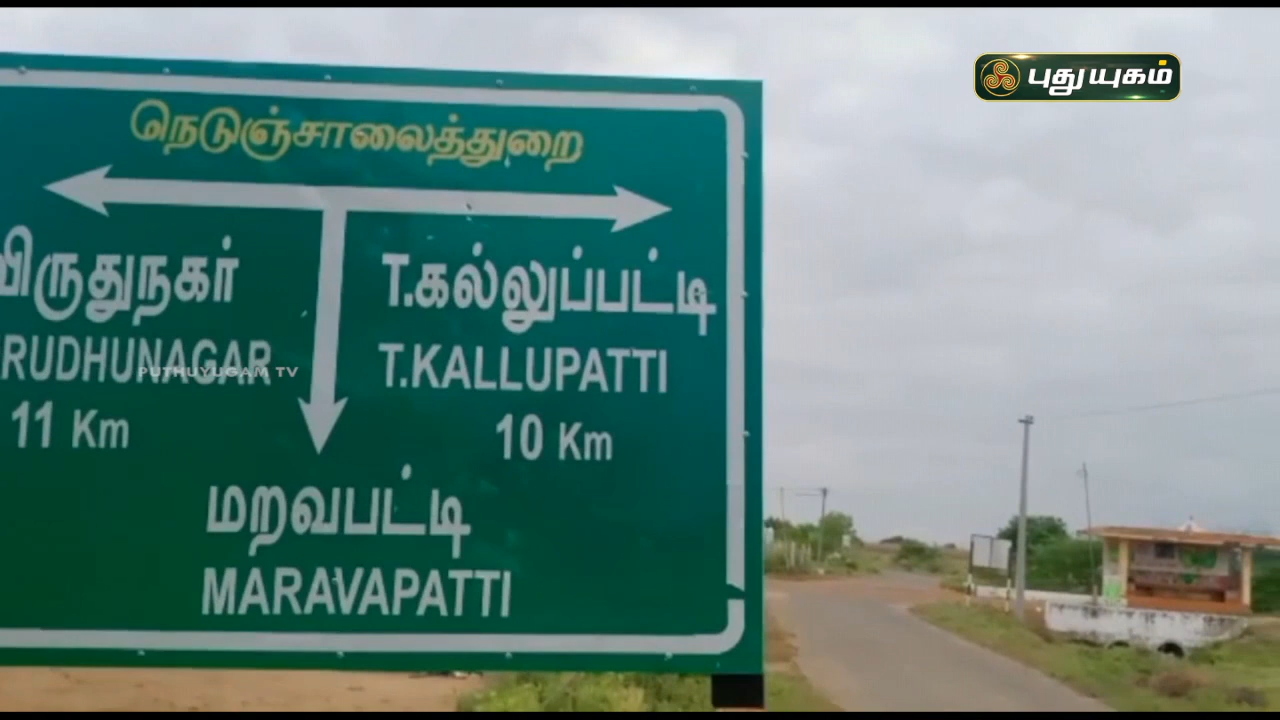 புதுயுகம்
நெடுஞ்சாலைத்துறை
விருதுநகர்
RUDHUNAGAR
11 Km
T.கல்லுப்பட்டி
T.KALLUPATTI
10 Km
PUTHUYUGAM TV
மறவபட்டி
MARAVAPATTI